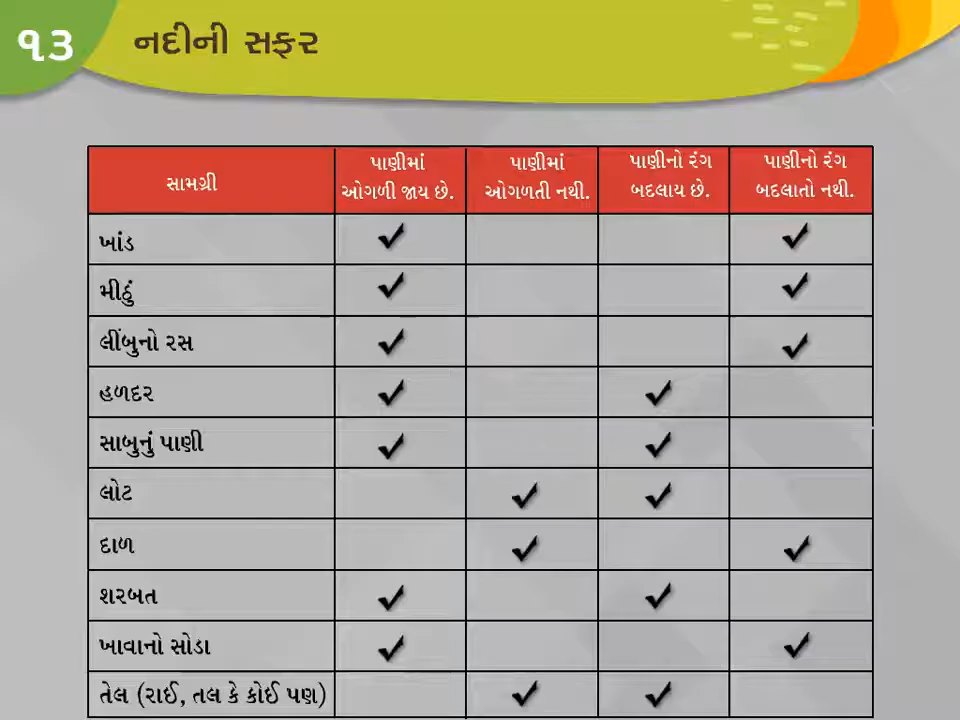 ૧૩ નદીની સફર
સામગ્રી પાણીમાં ઓગળી જાય છે. પાણીમાં ઓગળતી નથી. પાણીનો રંગ બદલાય છે. પાણીનો રંગ બદલાતો નથી.
ખાંડ ✓ ✓
મીઠું ✓ ✓
લીંબુનો રસ ✓ ✓
હળદર ✓ ✓
સાબુનું પાણી ✓ ✓
લોટ ✓ ✓
દાળ ✓ ✓
શરબત ✓ ✓
ખાવાનો સોડા ✓ ✓
તેલ (રાઈ, તલ કે કોઈ પણ) ✓ ✓